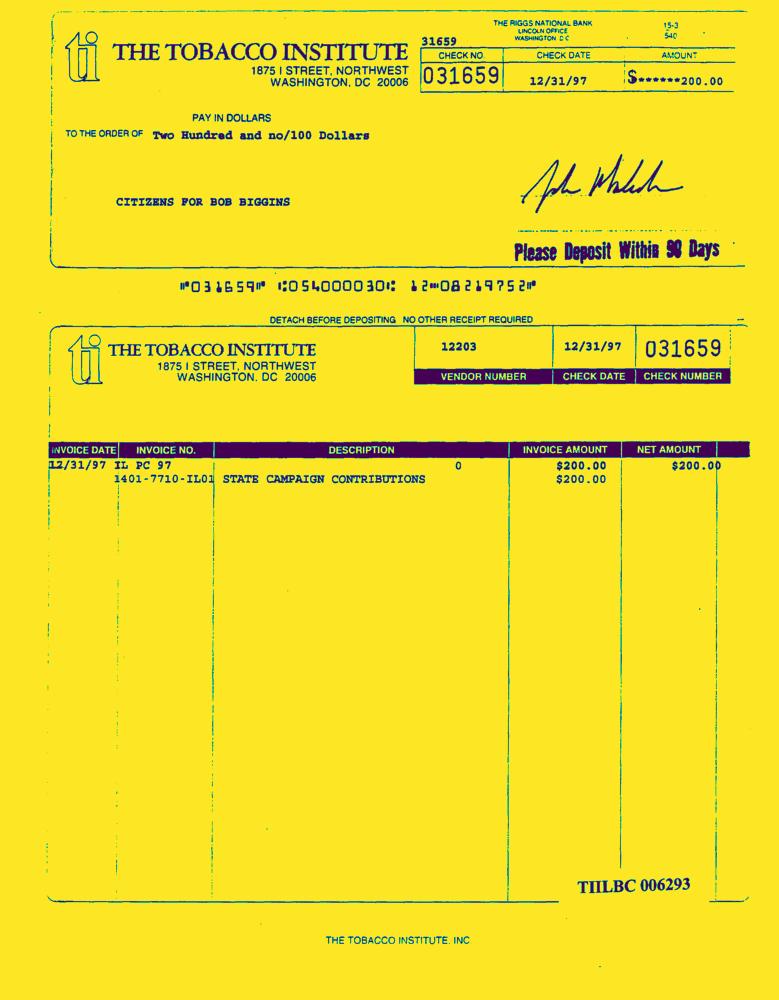 THE RIGGS NATIONAL BANK
LINCOLN OFFICE
WASHINGTON D C
15-3
540
ti THE TOBACCO INSTITUTE
1875 I STREET, NORTHWEST
WASHINGTON, DC 20006
31659
CHECK NO. CHECK DATE AMOUNT
031659 12/31/97 $******200.00
PAY IN DOLLARS
TO THE ORDER OF Two Hundred and no/100 Dollars
CITIZENS FOR BOB BIGGINS
Please Deposit Within 90 Days
⑈031659⑈ ⑆054000030⑆ 12⑉08219752⑈
DETACH BEFORE DEPOSITING NO OTHER RECEIPT REQUIRED
ti THE TOBACCO INSTITUTE
1875 I STREET, NORTHWEST
WASHINGTON, DC 20006
12203 12/31/97 031659
VENDOR NUMBER CHECK DATE CHECK NUMBER
INVOICE DATE INVOICE NO. DESCRIPTION INVOICE AMOUNT NET AMOUNT
12/31/97 IL PC 97 0 $200.00 $200.00
1401-7710-IL01 STATE CAMPAIGN CONTRIBUTIONS $200.00
TIILBC 006293
THE TOBACCO INSTITUTE, INC